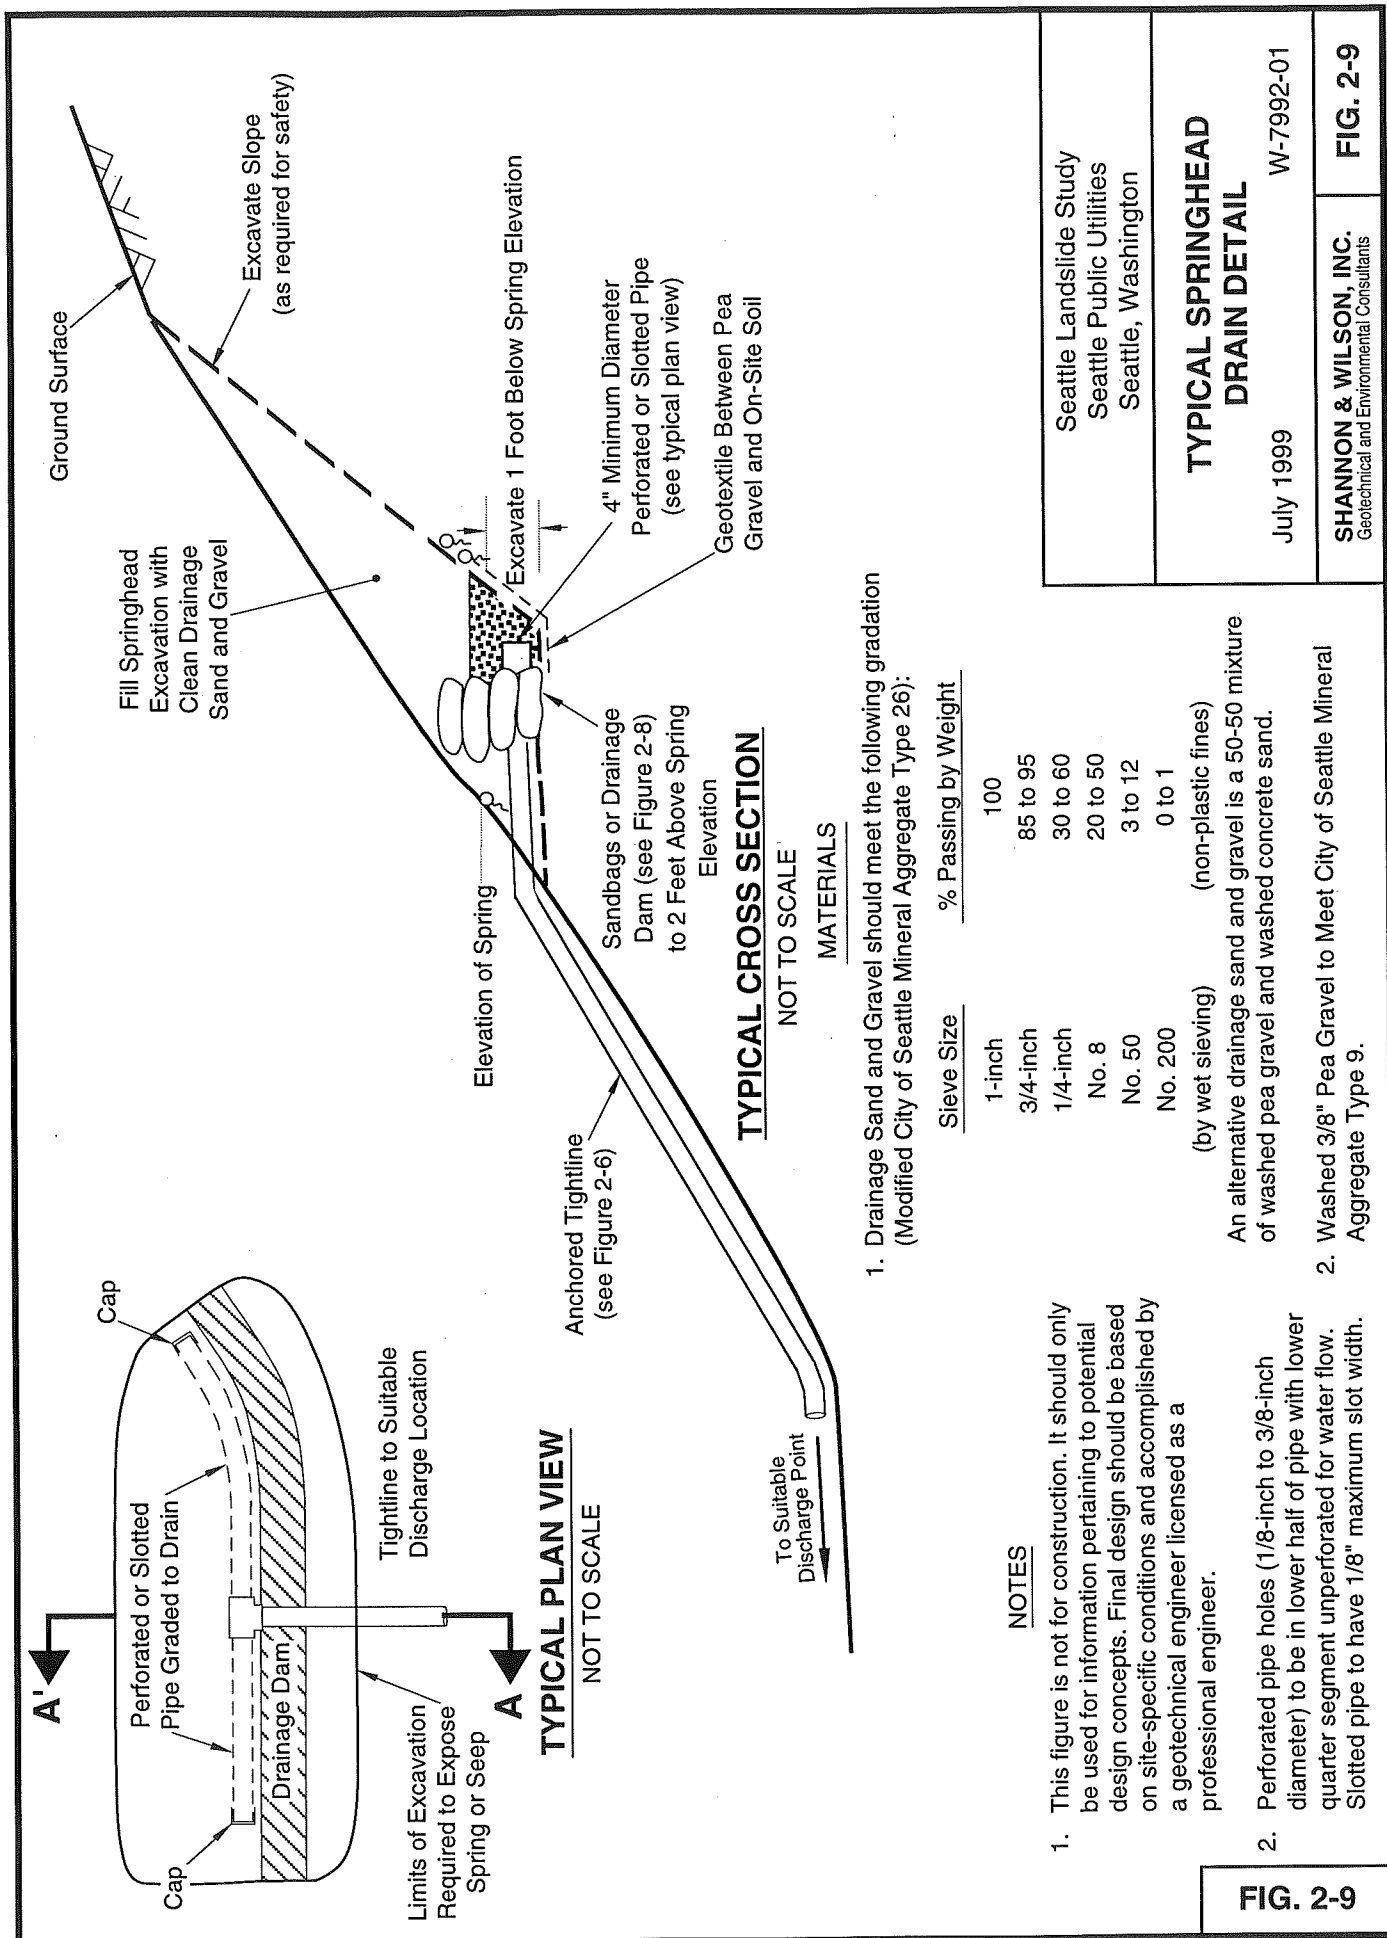 A'
Cap
Perforated or Slotted
Pipe Graded to Drain
Cap
Drainage Dam
Limits of Excavation
Required to Expose
Spring or Seep
A
Tightline to Suitable
Discharge Location
TYPICAL PLAN VIEW
NOT TO SCALE
Ground Surface
Fill Springhead
Excavation with
Clean Drainage
Sand and Gravel
Excavate Slope
(as required for safety)
Elevation of Spring
Excavate 1 Foot Below Spring Elevation
4" Minimum Diameter
Perforated or Slotted Pipe
(see typical plan view)
Geotextile Between Pea
Gravel and On-Site Soil
Sandbags or Drainage
Dam (see Figure 2-8)
to 2 Feet Above Spring
Elevation
Anchored Tightline
(see Figure 2-6)
To Suitable
Discharge Point
TYPICAL CROSS SECTION
NOT TO SCALE
NOTES
1. This figure is not for construction. It should only
be used for information pertaining to potential
design concepts. Final design should be based
on site-specific conditions and accomplished by
a geotechnical engineer licensed as a
professional engineer.
2. Perforated pipe holes (1/8-inch to 3/8-inch
diameter) to be in lower half of pipe with lower
quarter segment unperforated for water flow.
Slotted pipe to have 1/8" maximum slot width.
MATERIALS
1. Drainage Sand and Gravel should meet the following gradation
(Modified City of Seattle Mineral Aggregate Type 26):
Sieve Size % Passing by Weight
1-inch 100
3/4-inch 85 to 95
1/4-inch 30 to 60
No. 8 20 to 50
No. 50 3 to 12
No. 200 0 to 1
(by wet sieving) (non-plastic fines)
An alternative drainage sand and gravel is a 50-50 mixture
of washed pea gravel and washed concrete sand.
2. Washed 3/8" Pea Gravel to Meet City of Seattle Mineral
Aggregate Type 9.
Seattle Landslide Study
Seattle Public Utilities
Seattle, Washington
TYPICAL SPRINGHEAD
DRAIN DETAIL
July 1999 W-7992-01
SHANNON & WILSON, INC.
Geotechnical and Environmental Consultants
FIG. 2-9
FIG. 2-9